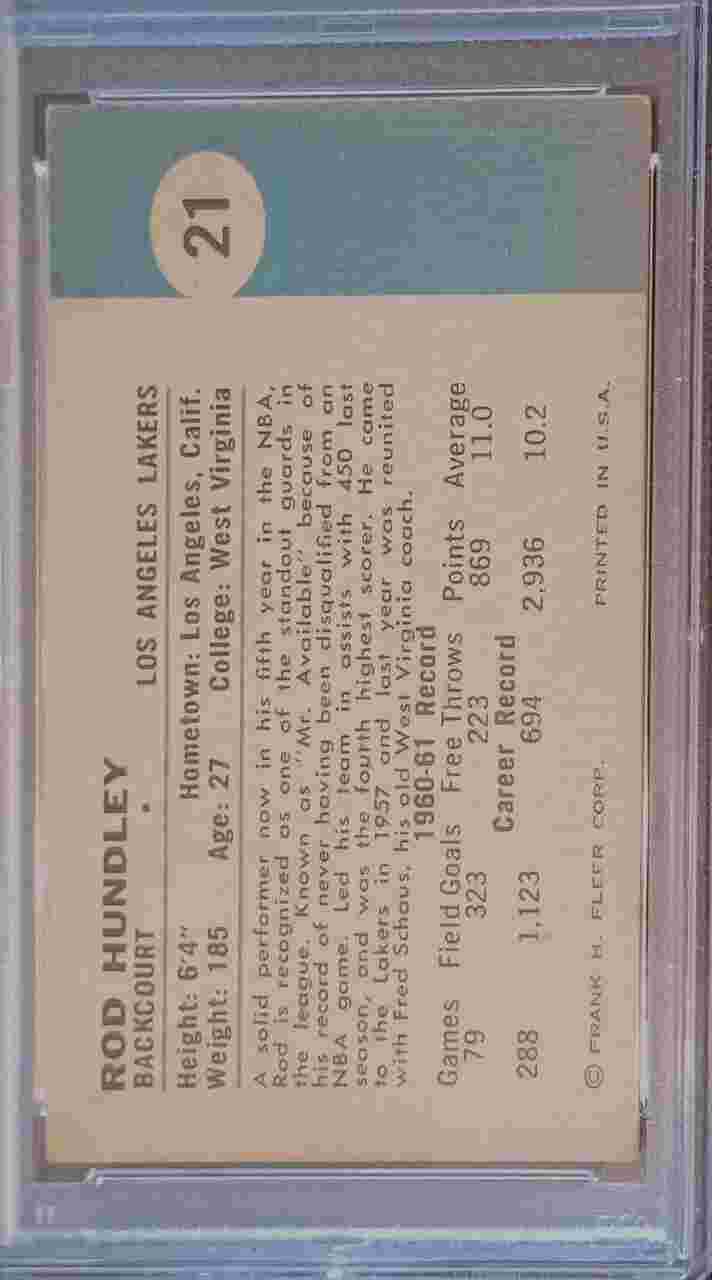 21
ROD HUNDLEY
BACKCOURT • LOS ANGELES LAKERS
Height: 6'4" Hometown: Los Angeles, Calif.
Weight: 185 Age: 27 College: West Virginia
A solid performer now in his fifth year in the NBA,
Rod is recognized as one of the standout guards in
the league. Known as "Mr. Available" because of
his record of never having been disqualified from an
NBA game. Led his team in assists with 450 last
season, and was the fourth highest scorer. He came
to the Lakers in 1957 and last year was reunited
with Fred Schaus, his old West Virginia coach.
1960-61 Record
Games Field Goals Free Throws Points Average
79 323 223 869 11.0
Career Record
288 1,123 694 2,936 10.2
© FRANK H. FLEER CORP. PRINTED IN U.S.A.